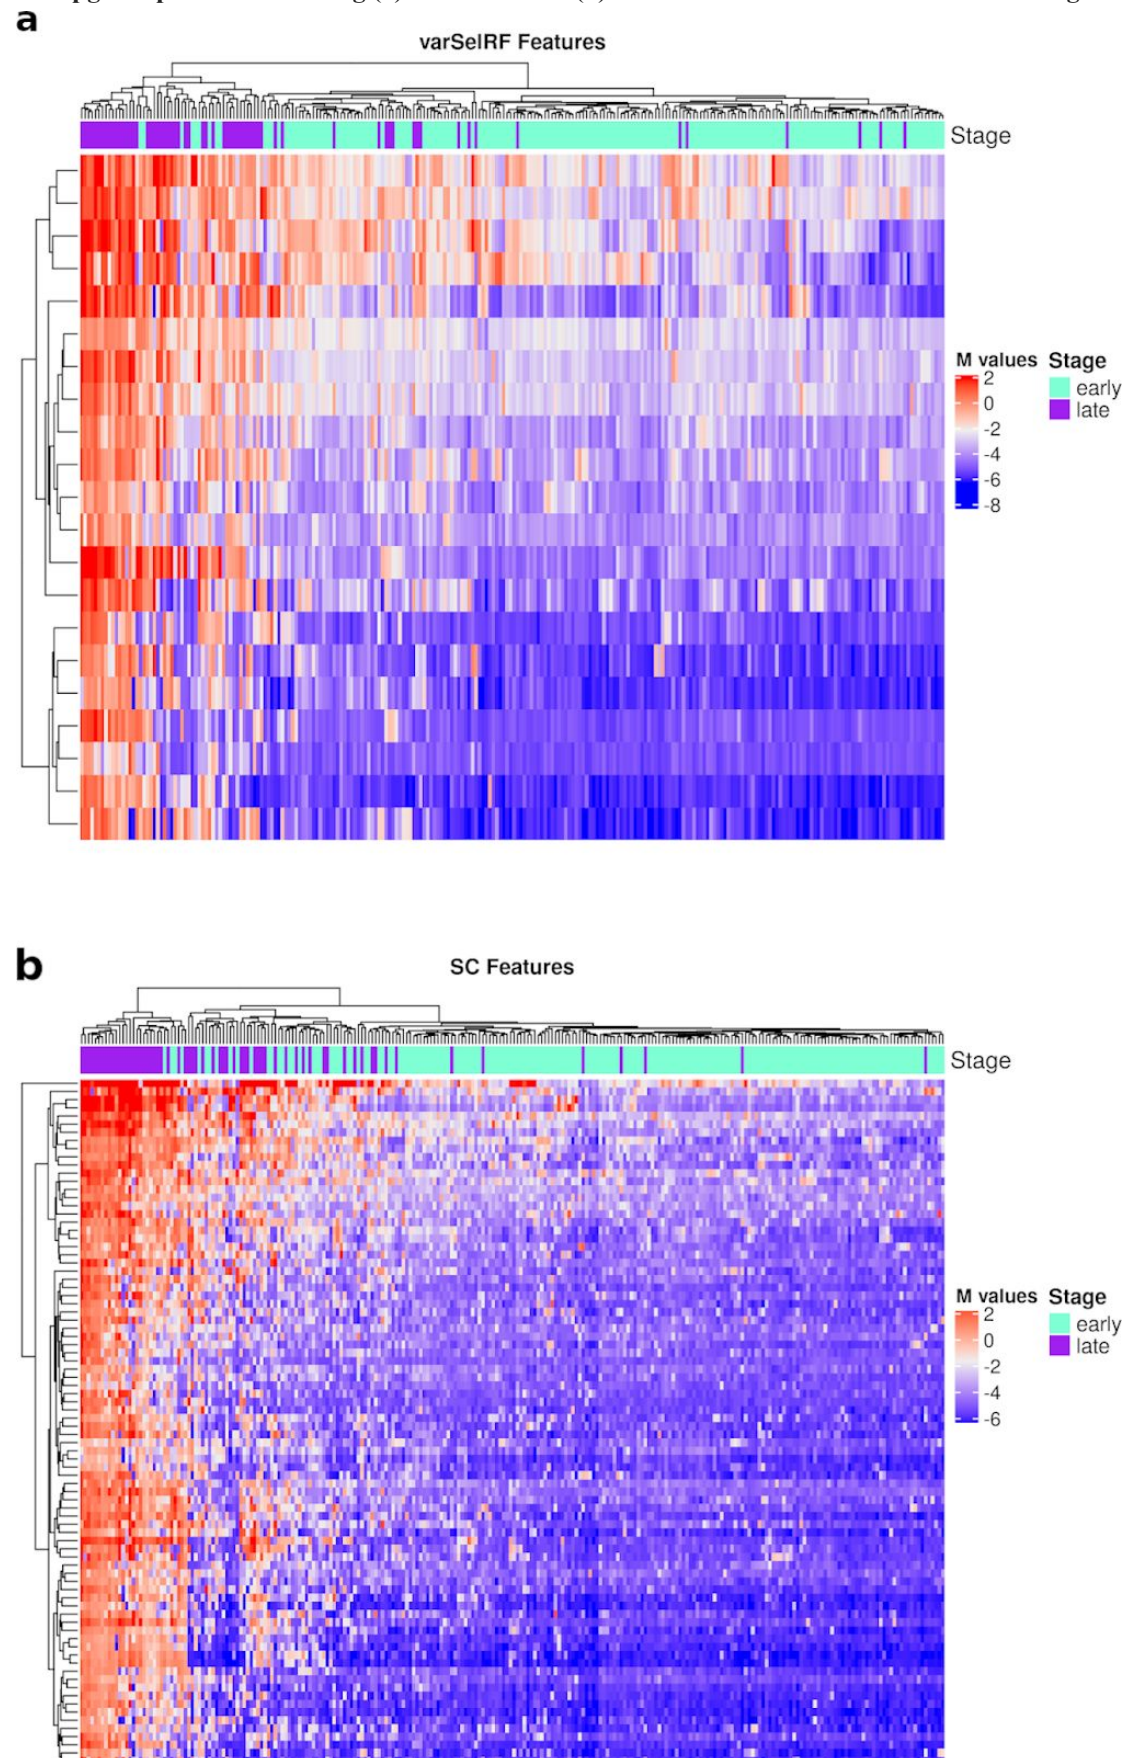 a
varSelRF Features
Stage
M values
2
0
-2
-4
-6
-8
Stage
early
late
b
SC Features
Stage
M values
2
0
-2
-4
-6
Stage
early
late